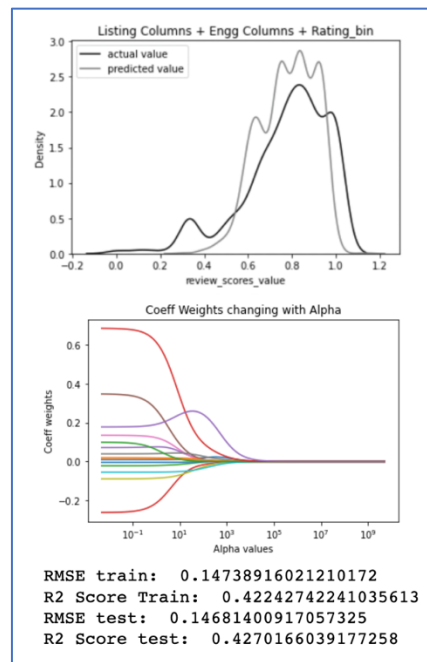 Listing Columns + Engg Columns + Rating_bin
actual value
predicted value
3.0
2.5
2.0
1.5
1.0
0.5
0.0
Density
−0.2 0.0 0.2 0.4 0.6 0.8 1.0 1.2
review_scores_value
Coeff Weights changing with Alpha
0.6
0.4
0.2
0.0
−0.2
Coeff weights
10⁻¹ 10¹ 10³ 10⁵ 10⁷ 10⁹
Alpha values
RMSE train: 0.14738916021210172
R2 Score Train: 0.42242742241035613
RMSE test: 0.14681400917057325
R2 Score test: 0.4270166039177258